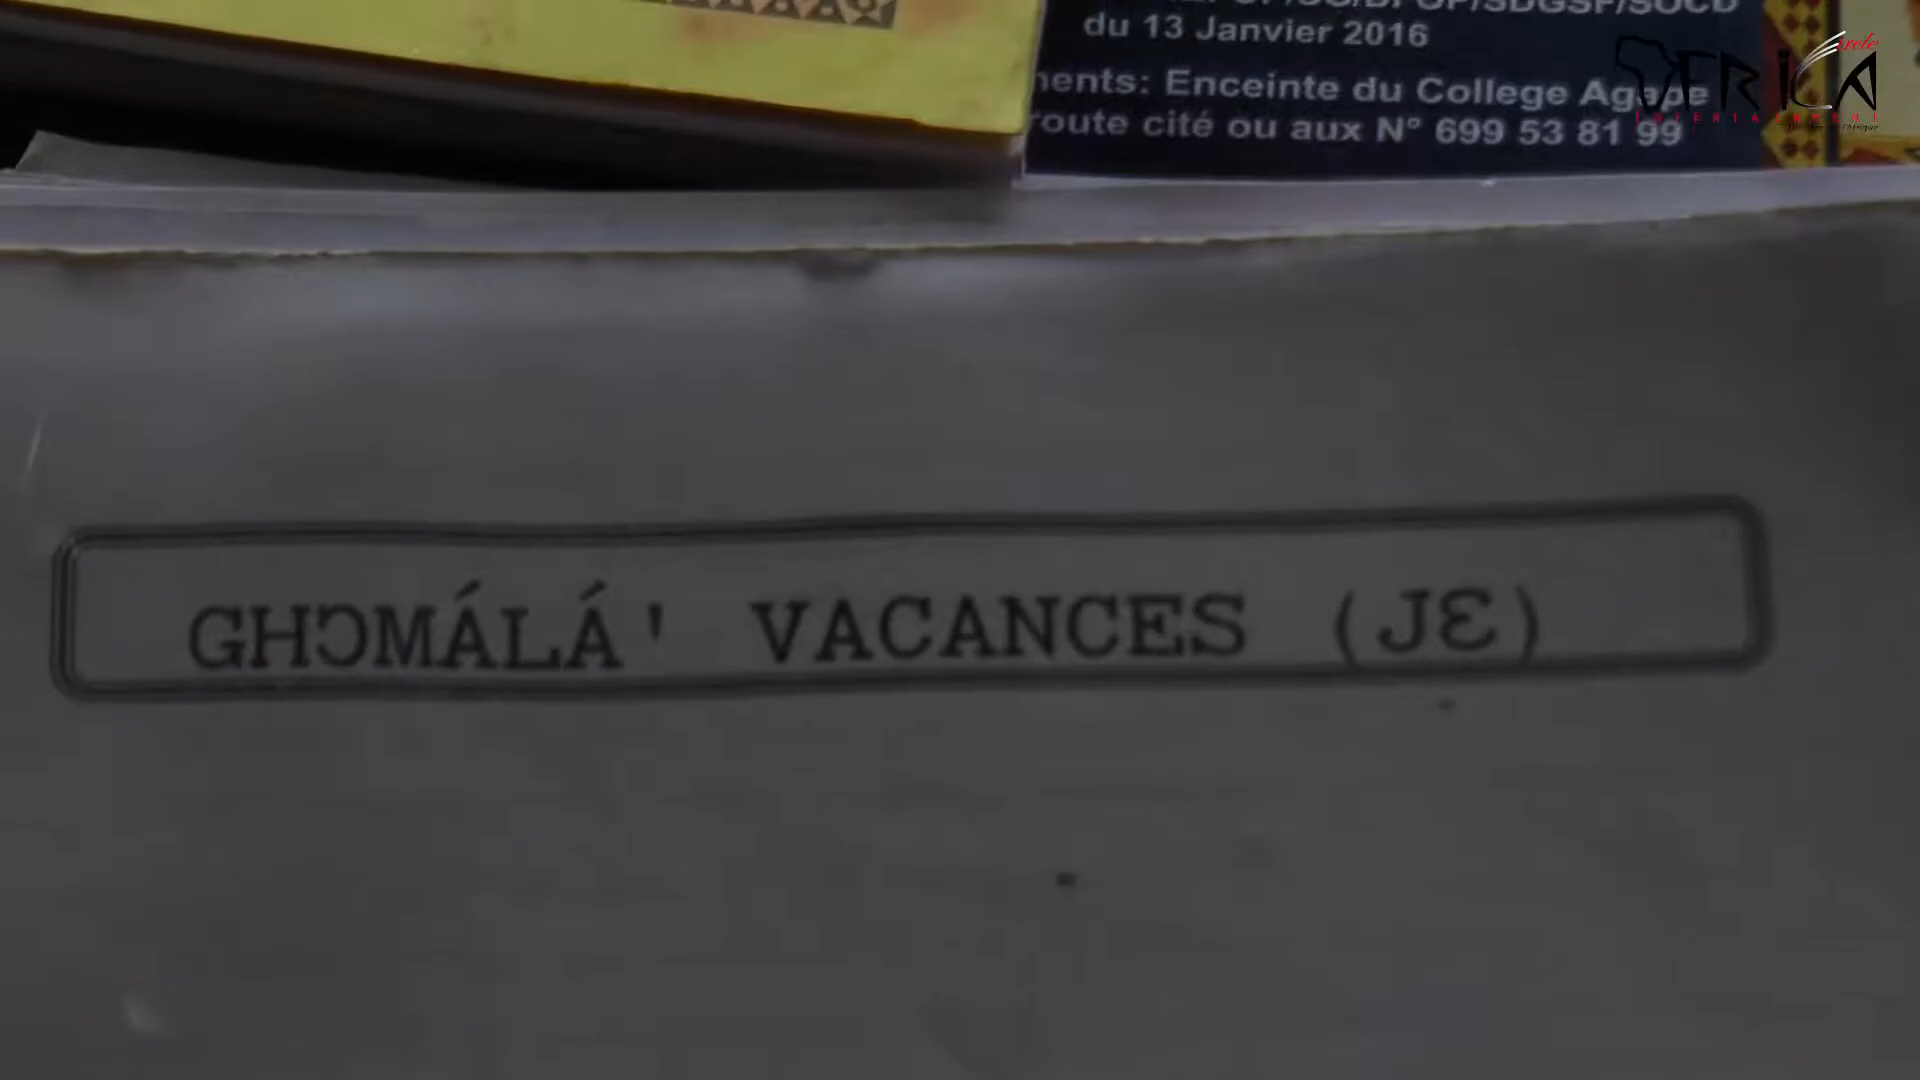 du 13 Janvier 2016
Enceinte du College Agape
route cité ou aux N° 699 53 81 99
AFRICA
GHƆMÁLÁ' VACANCES (JƐ)